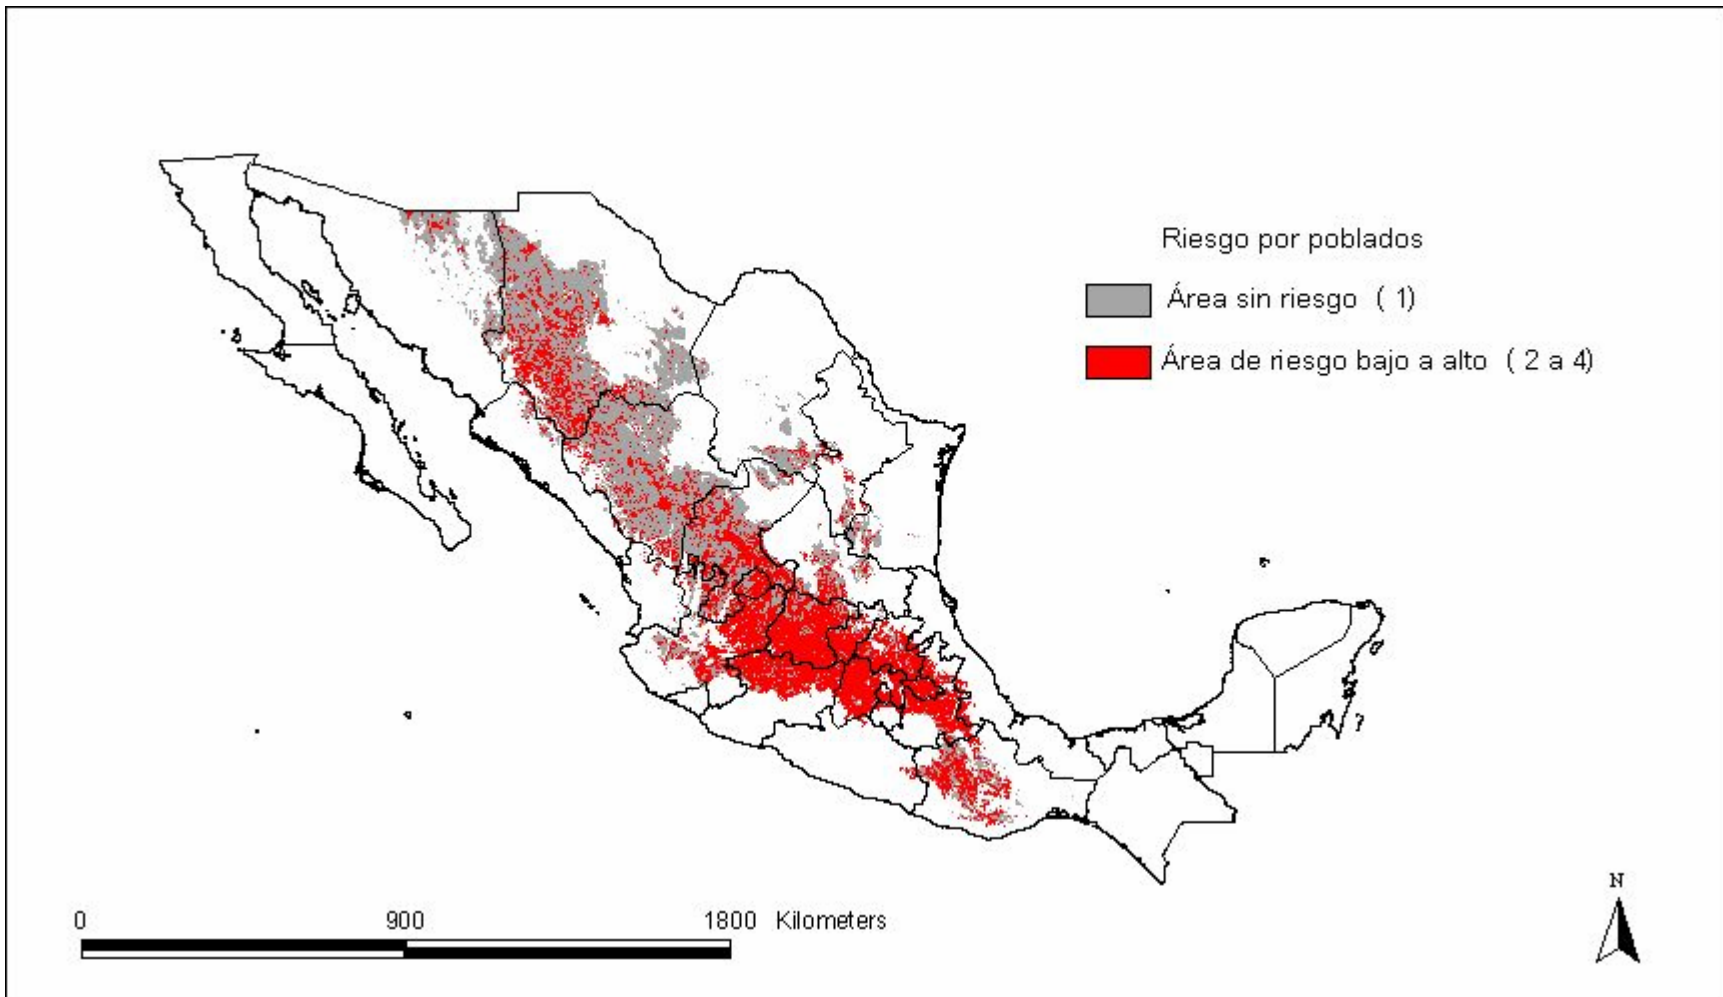 Riesgo por poblados
Área sin riesgo ( 1)
Área de riesgo bajo a alto ( 2 a 4)
N
0 900 1800 Kilometers